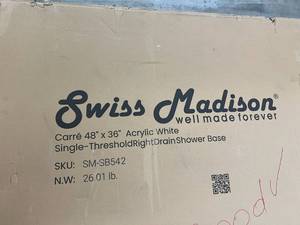 Swiss Madison®
well made forever
Carré 48" x 36" Acrylic White
Single-ThresholdRightDrainShower Base
SKU: SM-SB542
N.W: 26.01 lb.